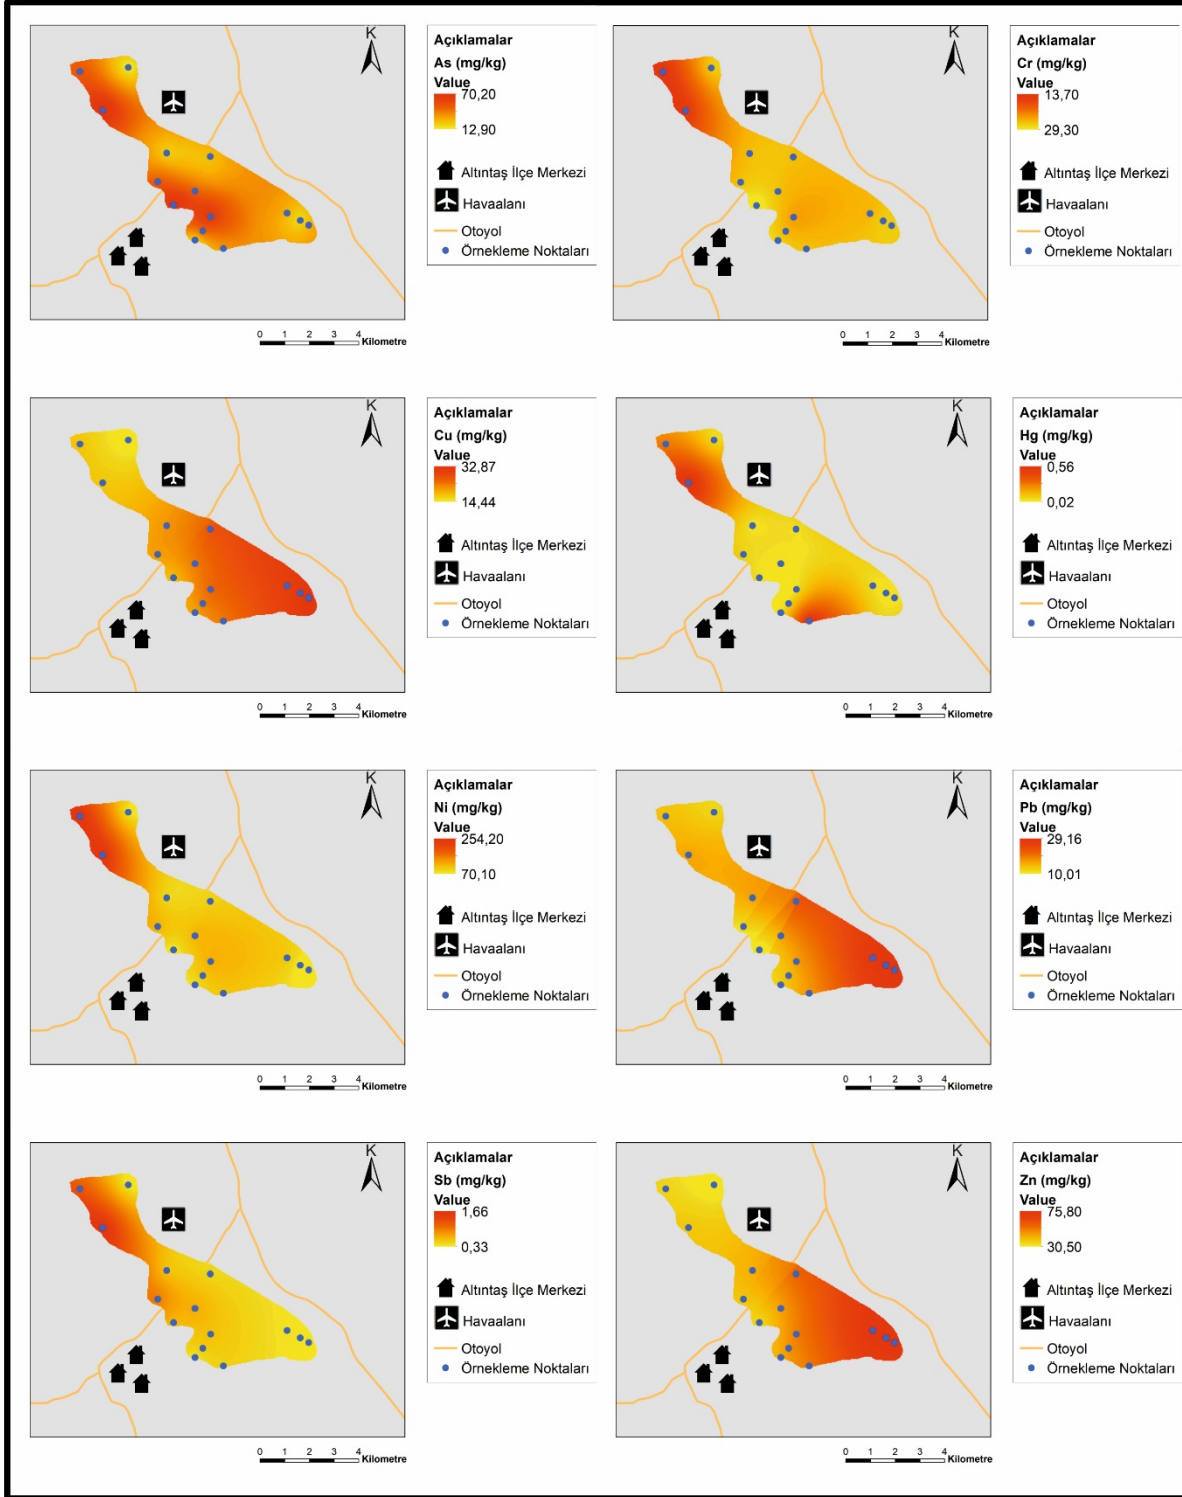 K
Açıklamalar
As (mg/kg)
Value
70,20
12,90
Altıntaş İlçe Merkezi
Havaalanı
Otoyol
Örnekleme Noktaları
0 1 2 3 4
Kilometre
K
Açıklamalar
Cr (mg/kg)
Value
13,70
29,30
Altıntaş İlçe Merkezi
Havaalanı
Otoyol
Örnekleme Noktaları
0 1 2 3 4
Kilometre
K
Açıklamalar
Cu (mg/kg)
Value
32,87
14,44
Altıntaş İlçe Merkezi
Havaalanı
Otoyol
Örnekleme Noktaları
0 1 2 3 4
Kilometre
K
Açıklamalar
Hg (mg/kg)
Value
0,56
0,02
Altıntaş İlçe Merkezi
Havaalanı
Otoyol
Örnekleme Noktaları
0 1 2 3 4
Kilometre
K
Açıklamalar
Ni (mg/kg)
Value
254,20
70,10
Altıntaş İlçe Merkezi
Havaalanı
Otoyol
Örnekleme Noktaları
0 1 2 3 4
Kilometre
K
Açıklamalar
Pb (mg/kg)
Value
29,16
10,01
Altıntaş İlçe Merkezi
Havaalanı
Otoyol
Örnekleme Noktaları
0 1 2 3 4
Kilometre
K
Açıklamalar
Sb (mg/kg)
Value
1,66
0,33
Altıntaş İlçe Merkezi
Havaalanı
Otoyol
Örnekleme Noktaları
0 1 2 3 4
Kilometre
K
Açıklamalar
Zn (mg/kg)
Value
75,80
30,50
Altıntaş İlçe Merkezi
Havaalanı
Otoyol
Örnekleme Noktaları
0 1 2 3 4
Kilometre